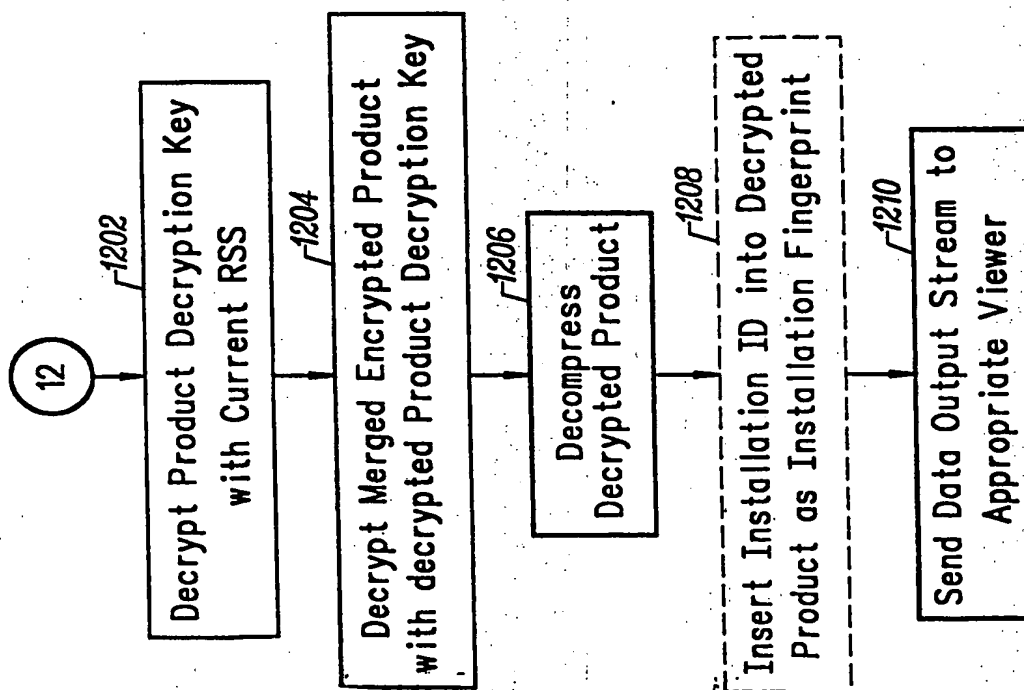 12
1202
Decrypt Product Decryption Key
with Current RSS
1204
Decrypt Merged Encrypted Product
with decrypted Product Decryption Key
1206
Decompress
Decrypted Product
1208
Insert Installation ID into Decrypted
Product as Installation Fingerprint
1210
Send Data Output Stream to
Appropriate Viewer